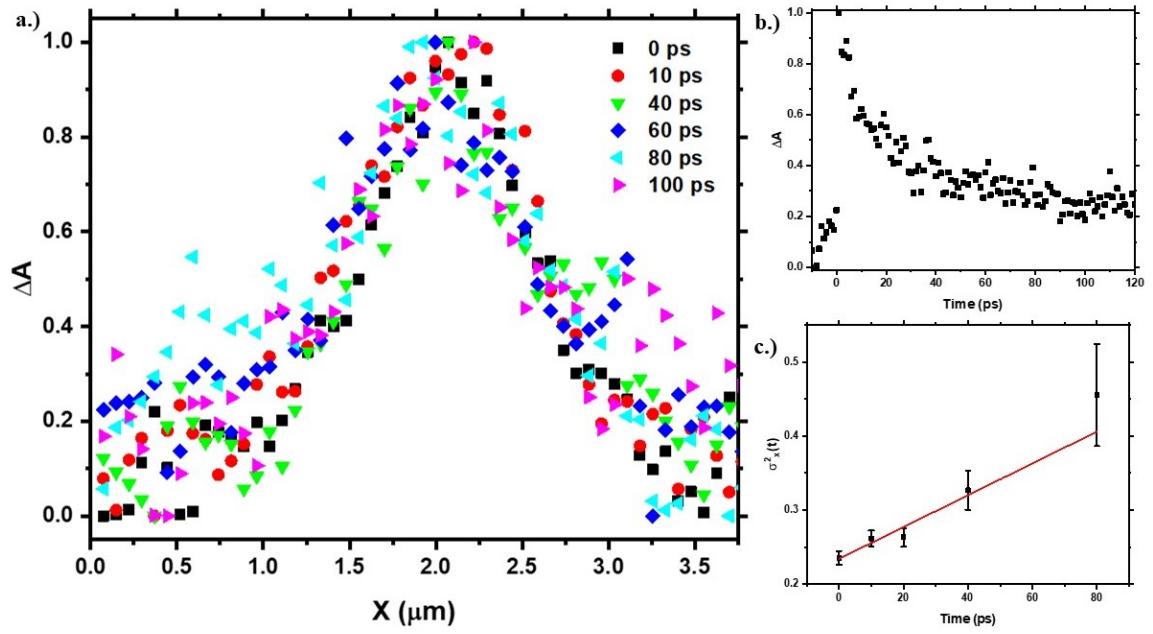 a.)
1.0
0.8
0.6
0.4
0.2
0.0
ΔA
0.0 0.5 1.0 1.5 2.0 2.5 3.0 3.5
X (μm)
0 ps
10 ps
40 ps
60 ps
80 ps
100 ps
b.)
1.0
0.8
0.6
0.4
0.2
0.0
ΔA
0 20 40 60 80 100 120
Time (ps)
c.)
0.5
0.4
0.3
0.2
σ²ₓ(t)
0 20 40 60 80
Time (ps)